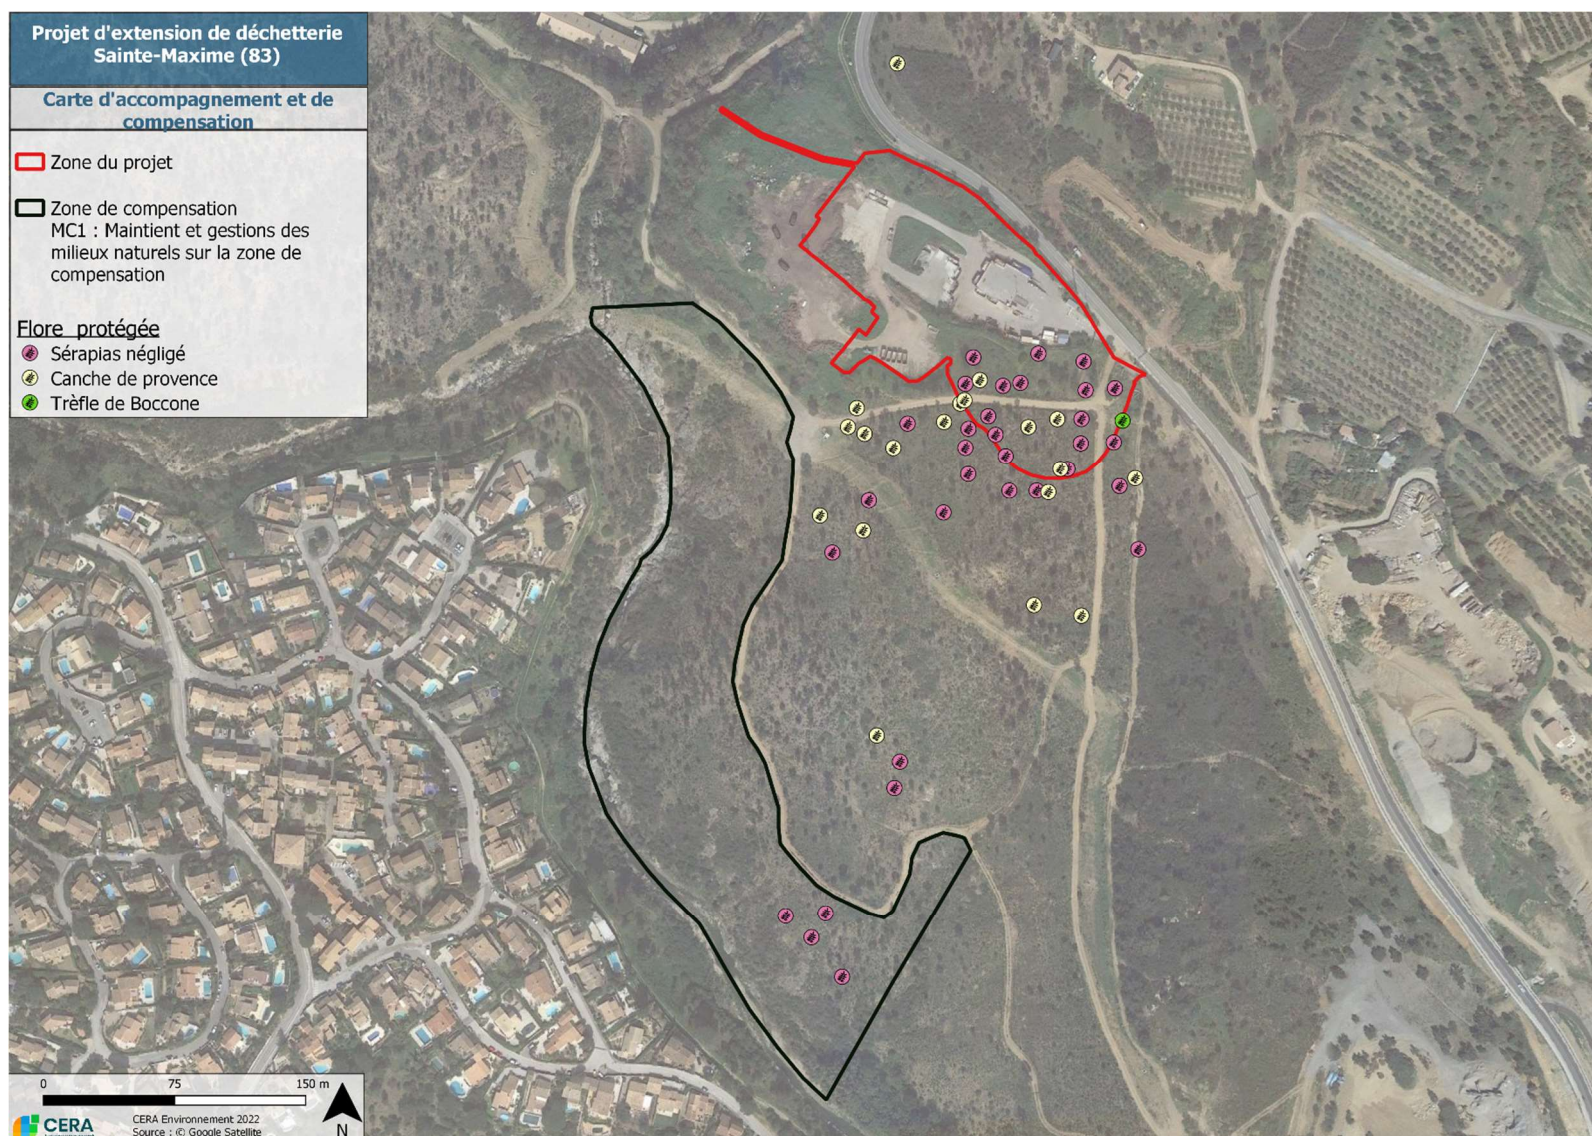 Projet d'extension de déchetterie
Sainte-Maxime (83)
Carte d'accompagnement et de
compensation
Zone du projet
Zone de compensation
MC1 : Maintient et gestions des
milieux naturels sur la zone de
compensation
Flore protégée
Sérapias négligé
Canche de provence
Trèfle de Boccone
0 75 150 m
CERA
CERA Environnement 2022
Source : © Google Satellite
N